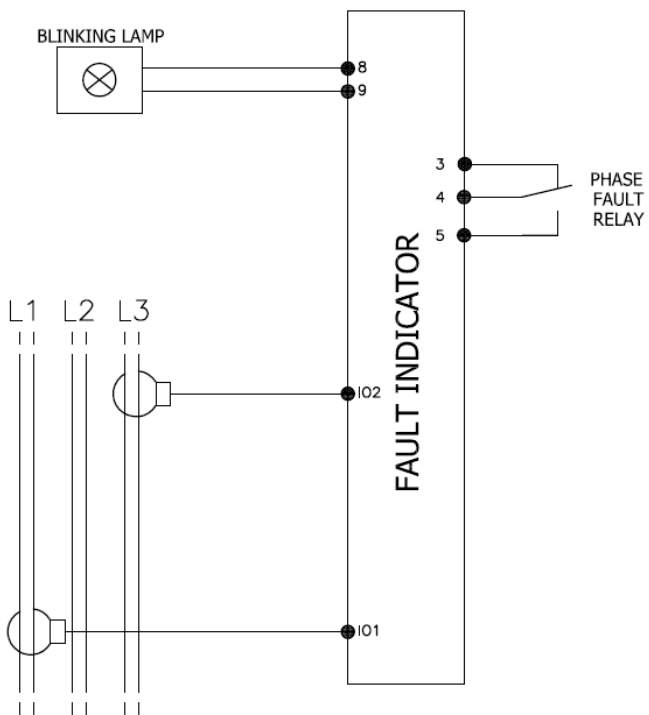 BLINKING LAMP
8
9
3
4
5
PHASE
FAULT
RELAY
L1 L2 L3
IO2
FAULT INDICATOR
IO1